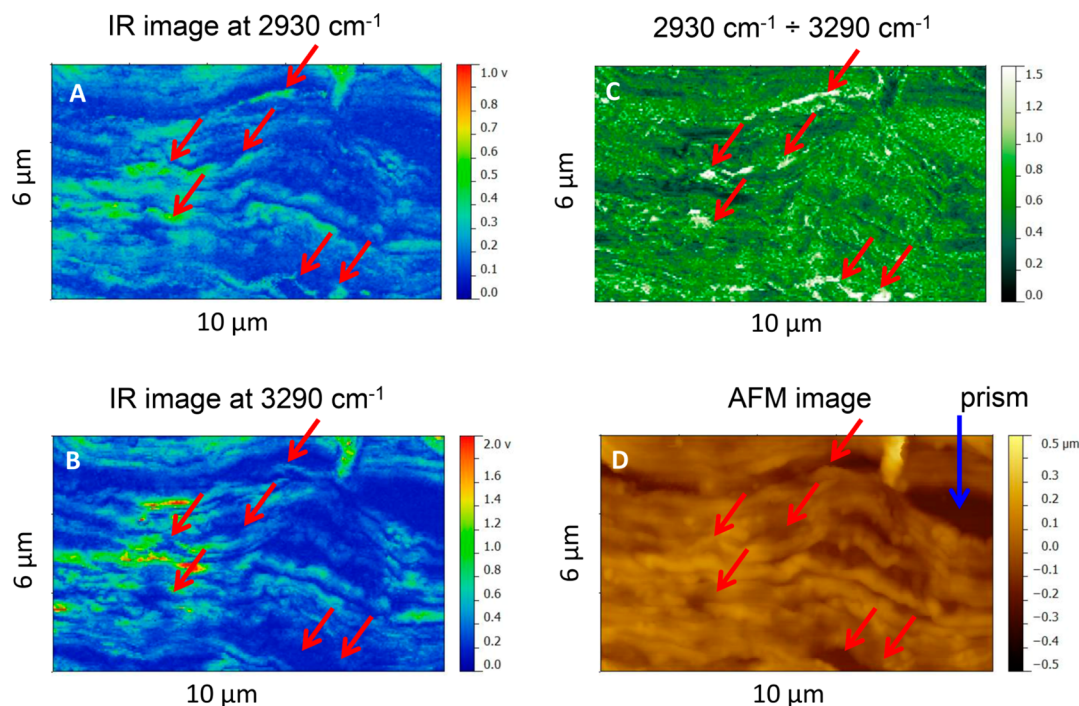 IR image at 2930 cm⁻¹
A
6 µm
10 µm
1.0 v
0.8
0.7
0.6
0.5
0.4
0.3
0.2
0.1
0.0
2930 cm⁻¹ ÷ 3290 cm⁻¹
C
6 µm
10 µm
1.5
1.2
1.0
0.8
0.6
0.4
0.2
0.0
IR image at 3290 cm⁻¹
B
6 µm
10 µm
2.0 v
1.6
1.4
1.2
1.0
0.8
0.6
0.4
0.2
0.0
AFM image
prism
D
6 µm
10 µm
0.5 µm
0.3
0.2
0.1
0.0
-0.1
-0.2
-0.3
-0.4
-0.5